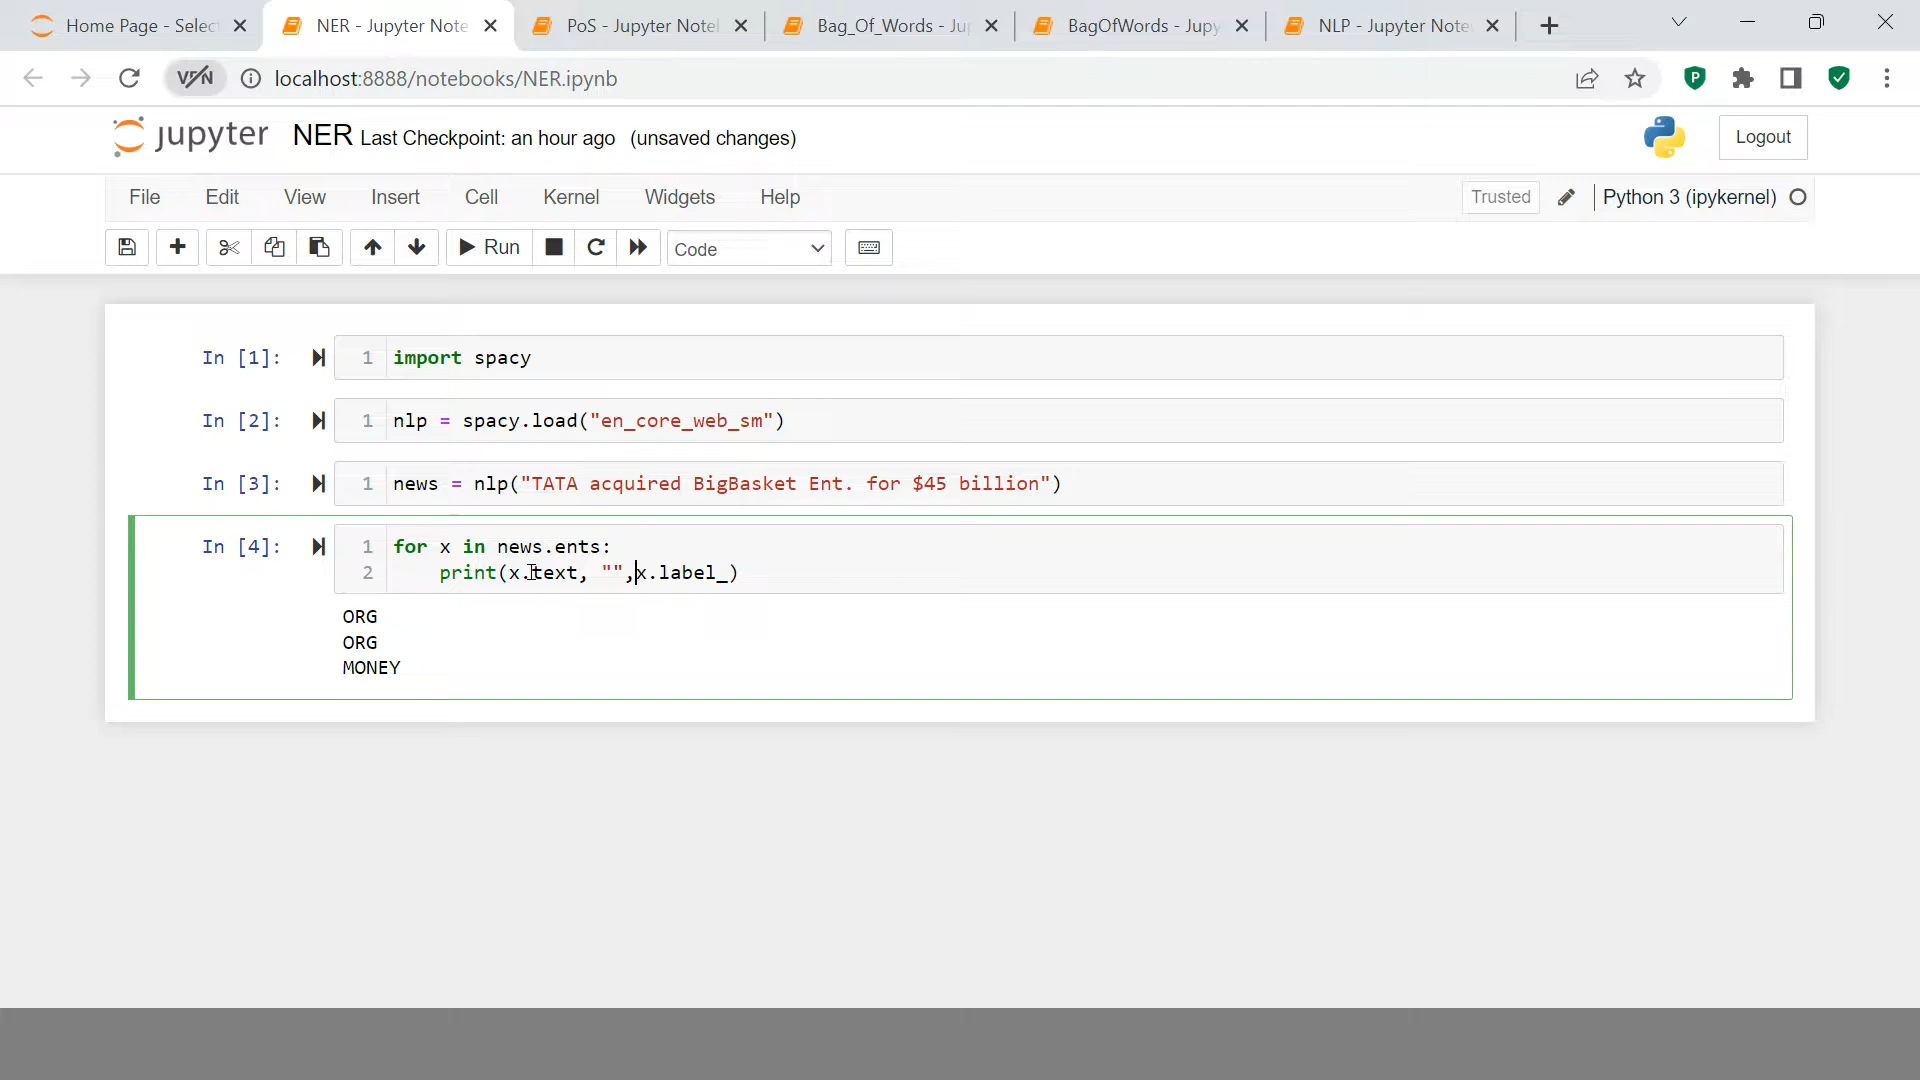 Home Page - Selec
NER - Jupyter Note
PoS - Jupyter Notel
Bag_Of_Words - Ju
BagOfWords - Jupy
NLP - Jupyter Note
VPN
localhost:8888/notebooks/NER.ipynb
P
jupyter NER Last Checkpoint: an hour ago (unsaved changes)
Logout
File Edit View Insert Cell Kernel Widgets Help
Trusted
Python 3 (ipykernel)
Run
Code
In [1]: 1 import spacy
In [2]: 1 nlp = spacy.load("en_core_web_sm")
In [3]: 1 news = nlp("TATA acquired BigBasket Ent. for $45 billion")
In [4]: 1 for x in news.ents:
2 print(x.text, "",x.label_)
ORG
ORG
MONEY